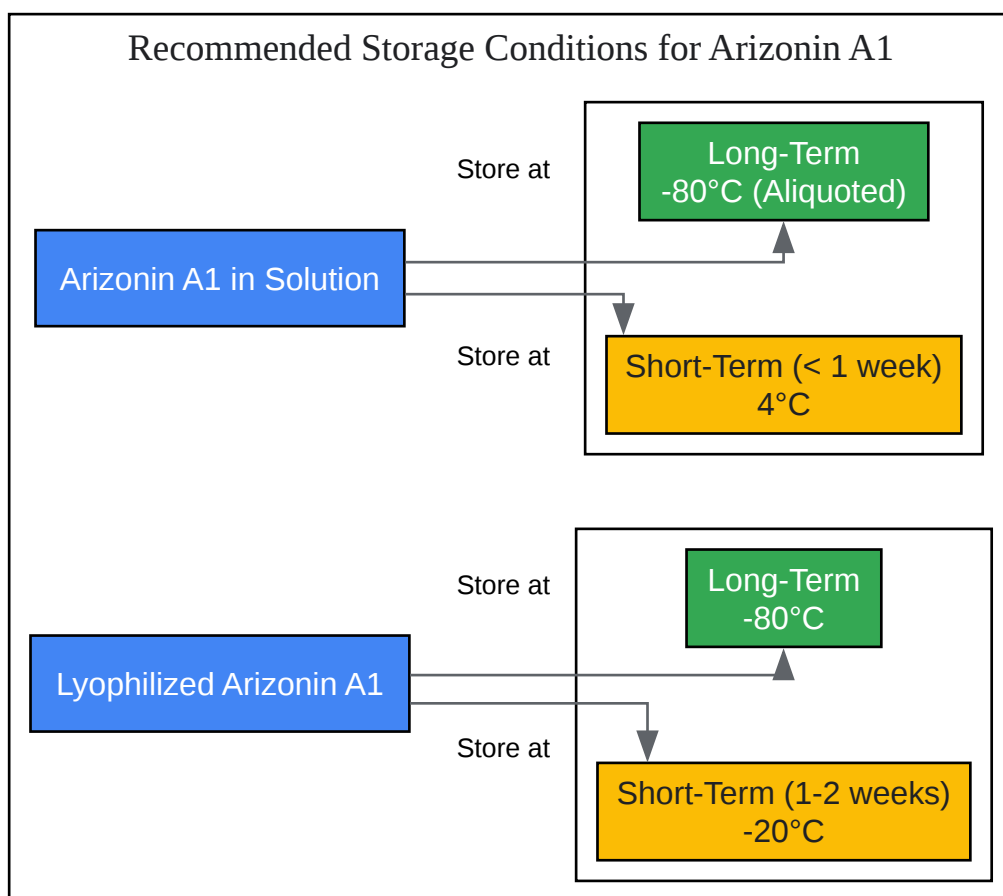 Recommended Storage Conditions for Arizonin A1
Store at
Long-Term
-80°C (Aliquoted)
Arizonin A1 in Solution
Store at
Short-Term (< 1 week)
4°C
Store at
Long-Term
-80°C
Lyophilized Arizonin A1
Store at
Short-Term (1-2 weeks)
-20°C